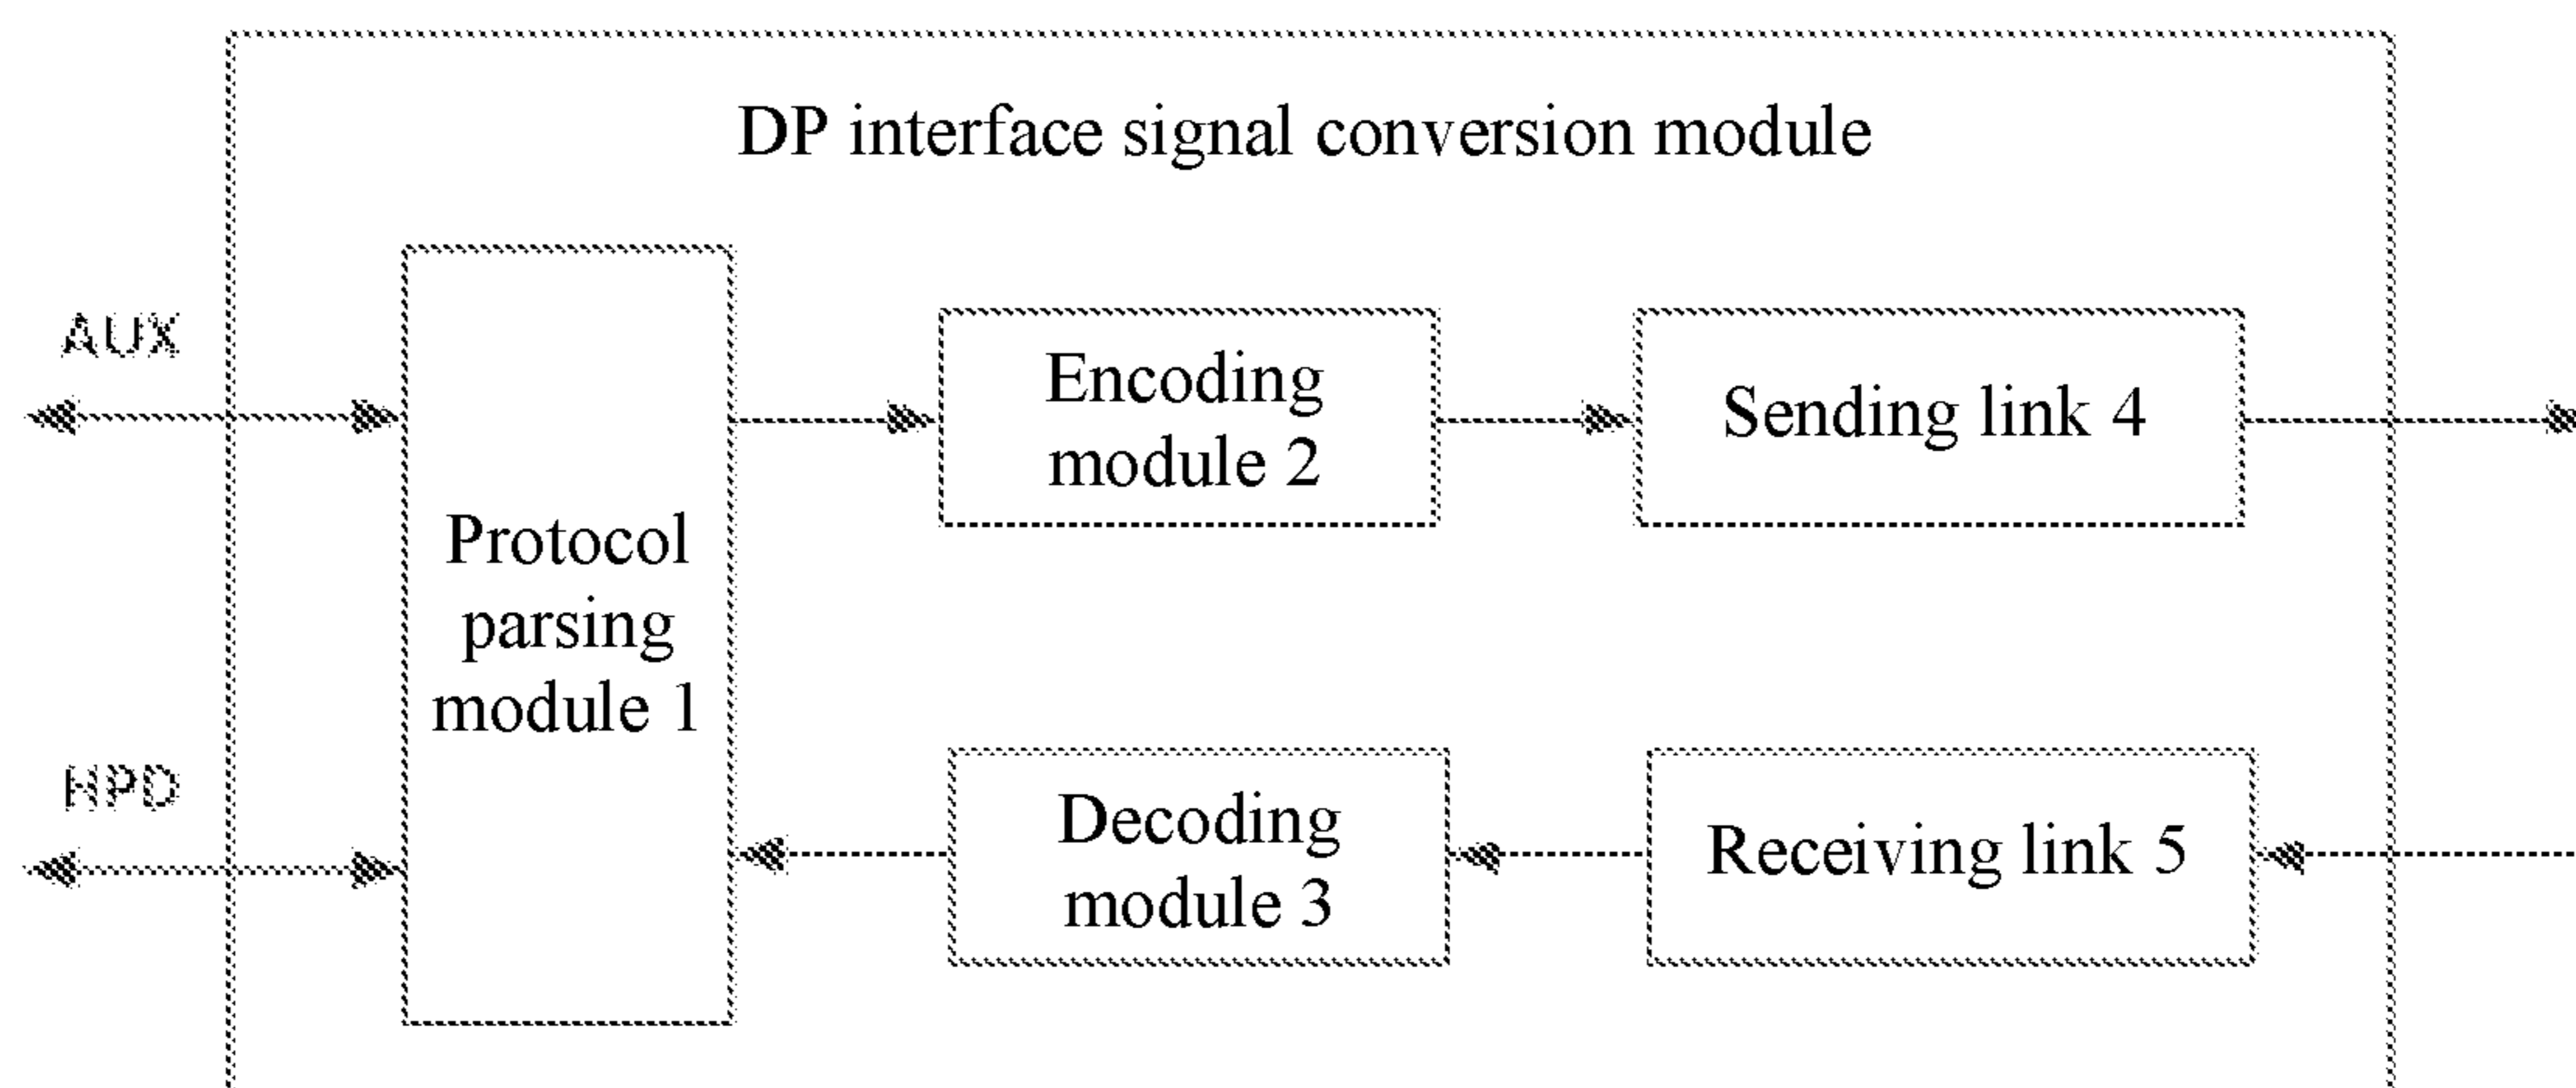 DP interface signal conversion module
AUX
Encoding
module 2
Sending link 4
Protocol
parsing
module 1
HPD
Decoding
module 3
Receiving link 5